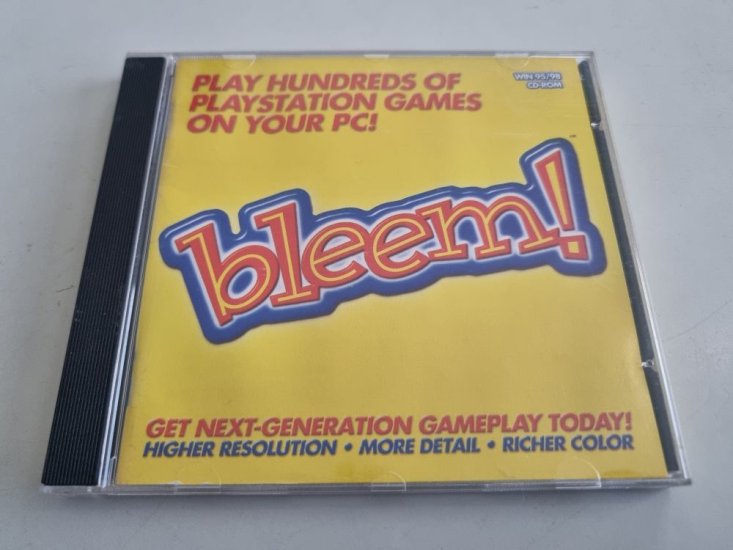 PLAY HUNDREDS OF
PLAYSTATION GAMES
ON YOUR PC!
WIN 95/98
CD-ROM
bleem!
GET NEXT-GENERATION GAMEPLAY TODAY!
HIGHER RESOLUTION • MORE DETAIL • RICHER COLOR